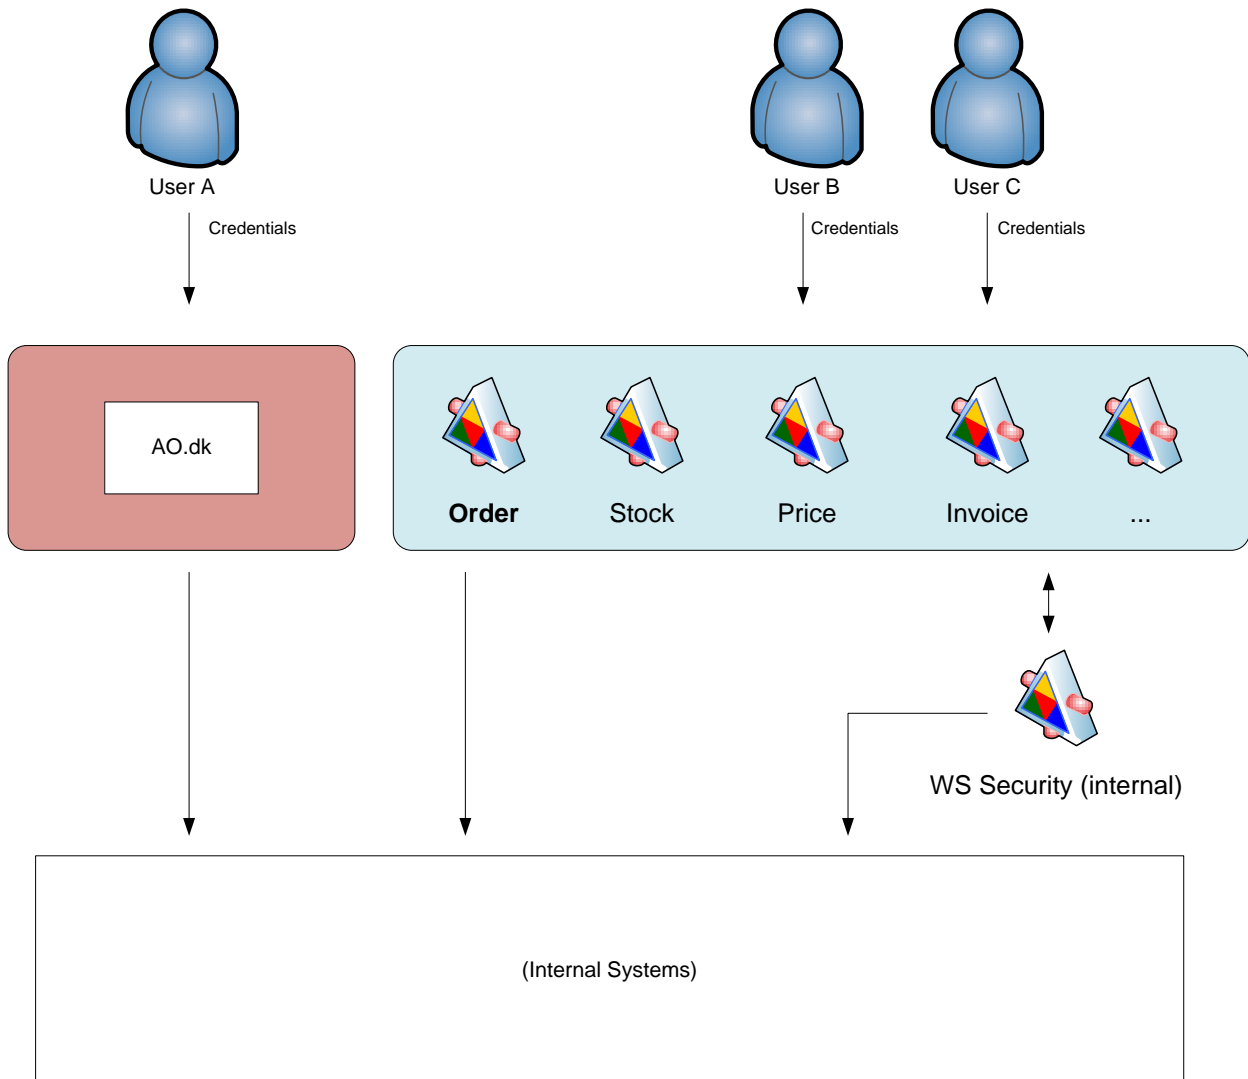 User A
User B
User C
Credentials
Credentials
Credentials
AO.dk
Order
Stock
Price
Invoice
...
WS Security (internal)
(Internal Systems)